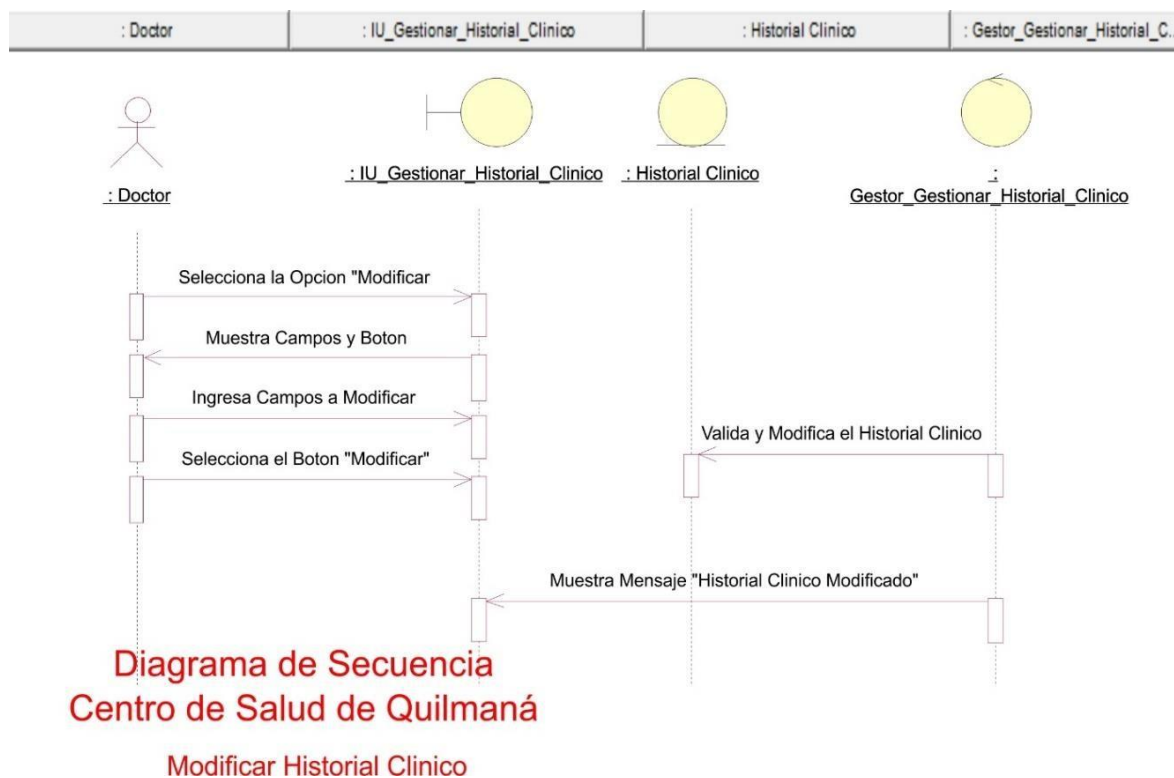 : Doctor
: IU_Gestionar_Historial_Clinico
: Historial Clinico
: Gestor_Gestionar_Historial_C...
: Doctor
: IU_Gestionar_Historial_Clinico
: Historial Clinico
:
Gestor_Gestionar_Historial_Clinico
Selecciona la Opcion "Modificar
Muestra Campos y Boton
Ingresa Campos a Modificar
Valida y Modifica el Historial Clinico
Selecciona el Boton "Modificar"
Muestra Mensaje "Historial Clinico Modificado"
Diagrama de Secuencia
Centro de Salud de Quilmaná
Modificar Historial Clinico